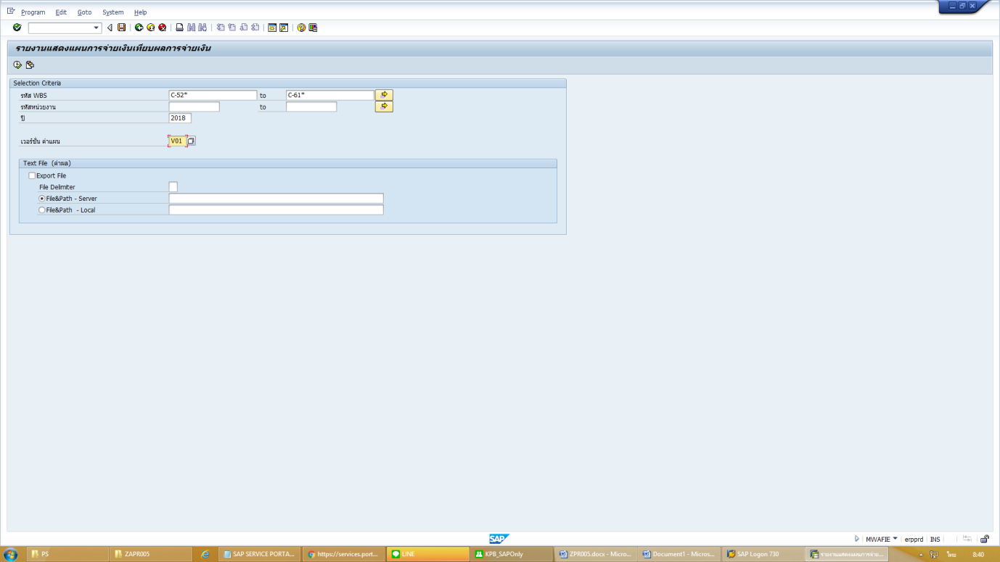 Program Edit Goto System Help
รายงานแสดงแผนการจ่ายเงินเทียบผลการจ่ายเงิน
Selection Criteria
รหัส WBS C-52* to C-61*
รหัสหน่วยงาน to
ปี 2018
เวอร์ชั่น ค่าแผน V01
Text File (ค่าผล)
Export File
File Delimiter
File&Path - Server
File&Path - Local
SAP
MWAFIE erpprd INS
PS ZAPR005 SAP SERVICE PORTA... https://services.port... LINE KPB_SAPOnly ZPR005.docx - Micro... Document1 - Micros... SAP Logon 730 รายงานแสดงแผนการจ่าย... ไทย 8:40